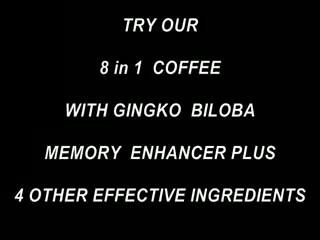 TRY OUR
8 in 1 COFFEE
WITH GINGKO BILOBA
MEMORY ENHANCER PLUS
4 OTHER EFFECTIVE INGREDIENTS